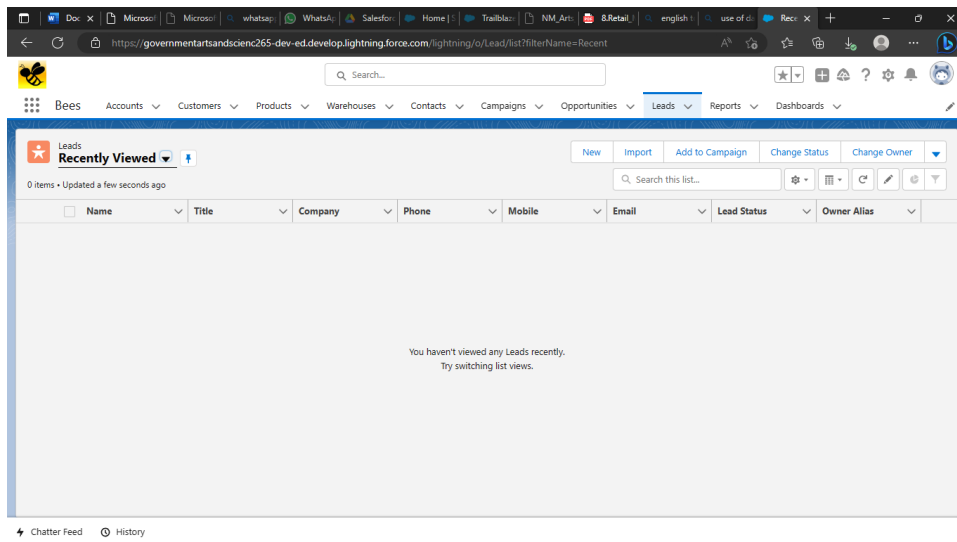 Doc
Microsof
Microsof
whatsap
WhatsAp
Salesforc
Home | S
Trailblaze
NM_Arts
8.Retail_
english t
use of da
Rece
https://governmentartsandscienc265-dev-ed.develop.lightning.force.com/lightning/o/Lead/list?filterName=Recent
Search...
Bees Accounts Customers Products Warehouses Contacts Campaigns Opportunities Leads Reports Dashboards
Leads
Recently Viewed
New Import Add to Campaign Change Status Change Owner
0 items • Updated a few seconds ago
Search this list...
Name Title Company Phone Mobile Email Lead Status Owner Alias
You haven't viewed any Leads recently.
Try switching list views.
Chatter Feed History